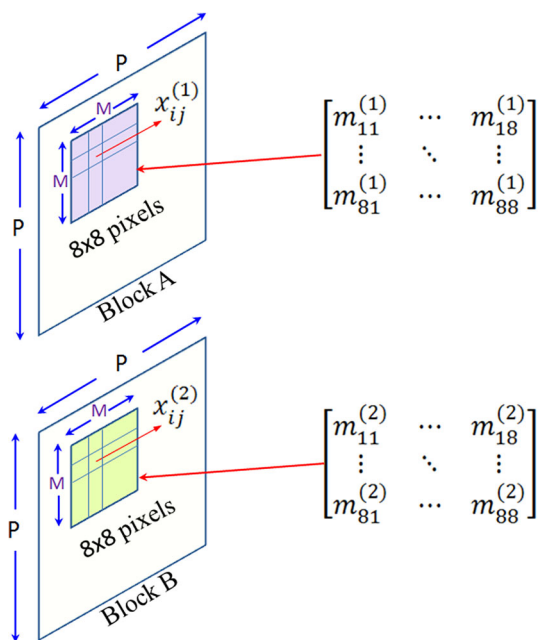 P
M
x_{ij}^{(1)}
M
P
8x8 pixels
Block A
[m_{11}^{(1)} ⋯ m_{18}^{(1)}
⋮ ⋱ ⋮
m_{81}^{(1)} ⋯ m_{88}^{(1)}]
P
M
x_{ij}^{(2)}
M
P
8x8 pixels
Block B
[m_{11}^{(2)} ⋯ m_{18}^{(2)}
⋮ ⋱ ⋮
m_{81}^{(2)} ⋯ m_{88}^{(2)}]